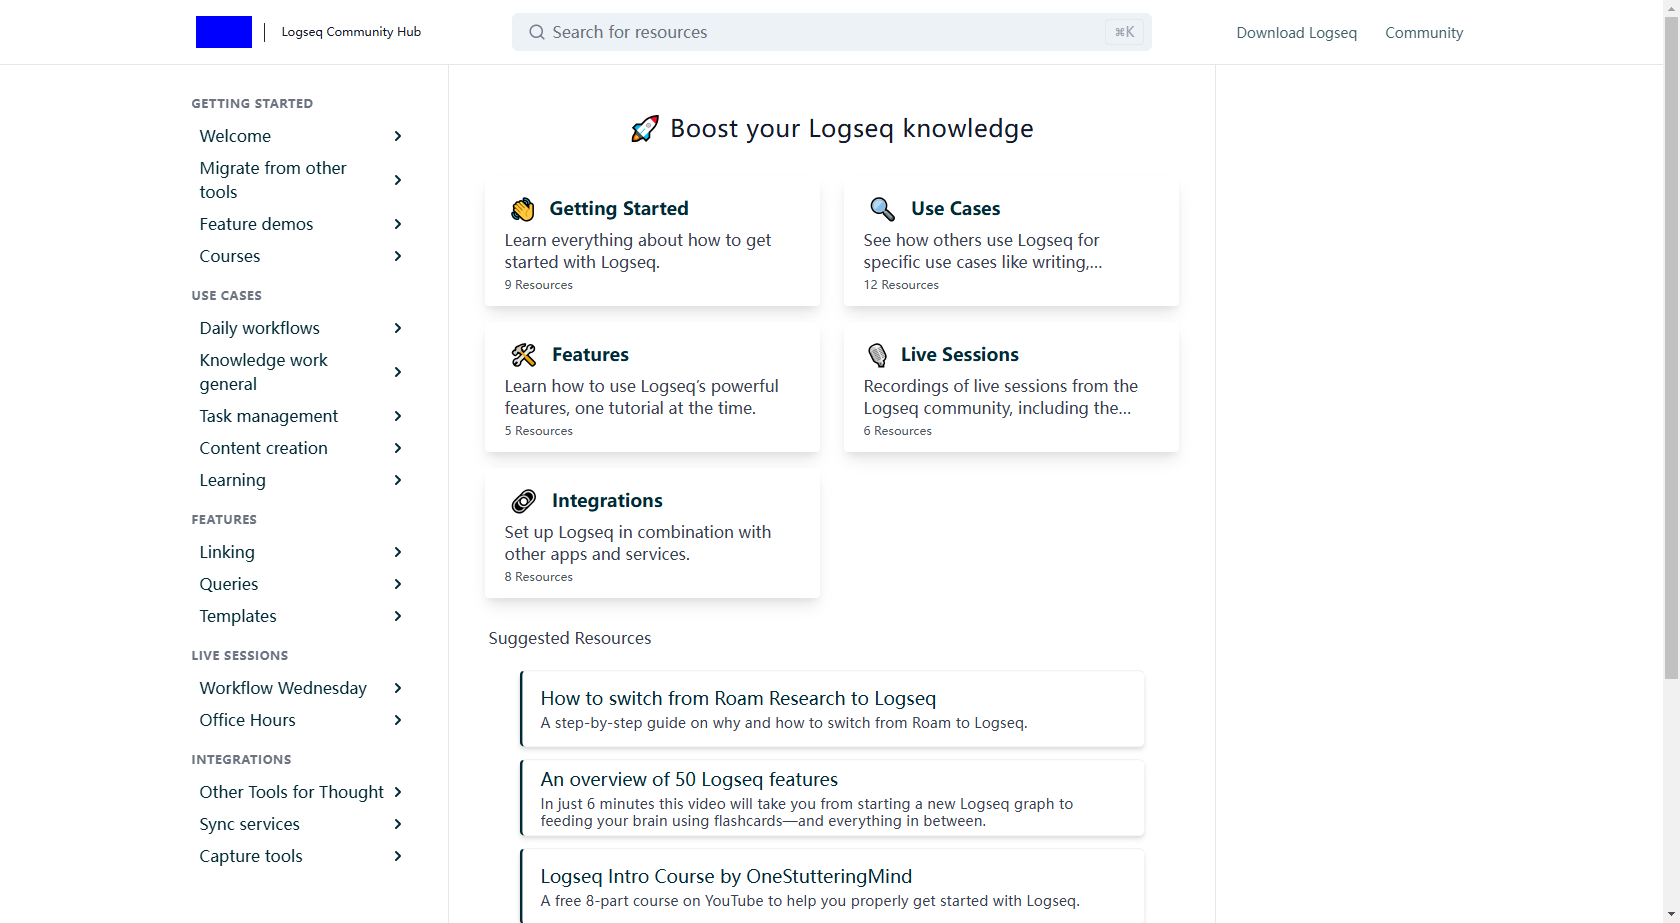 Logseq Community Hub
Search for resources
⌘K
Download Logseq
Community
GETTING STARTED
Welcome
Migrate from other
tools
Feature demos
Courses
USE CASES
Daily workflows
Knowledge work
general
Task management
Content creation
Learning
FEATURES
Linking
Queries
Templates
LIVE SESSIONS
Workflow Wednesday
Office Hours
INTEGRATIONS
Other Tools for Thought
Sync services
Capture tools
🚀 Boost your Logseq knowledge
👋 Getting Started
Learn everything about how to get
started with Logseq.
9 Resources
🔍 Use Cases
See how others use Logseq for
specific use cases like writing,...
12 Resources
🛠 Features
Learn how to use Logseq’s powerful
features, one tutorial at the time.
5 Resources
🎙 Live Sessions
Recordings of live sessions from the
Logseq community, including the...
6 Resources
🔗 Integrations
Set up Logseq in combination with
other apps and services.
8 Resources
Suggested Resources
How to switch from Roam Research to Logseq
A step-by-step guide on why and how to switch from Roam to Logseq.
An overview of 50 Logseq features
In just 6 minutes this video will take you from starting a new Logseq graph to
feeding your brain using flashcards—and everything in between.
Logseq Intro Course by OneStutteringMind
A free 8-part course on YouTube to help you properly get started with Logseq.